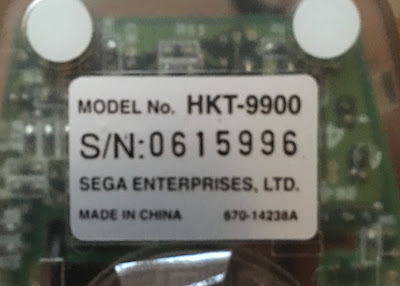 MODEL No. HKT-9900
S/N:0615996
SEGA ENTERPRISES, LTD.
MADE IN CHINA 670-14238A